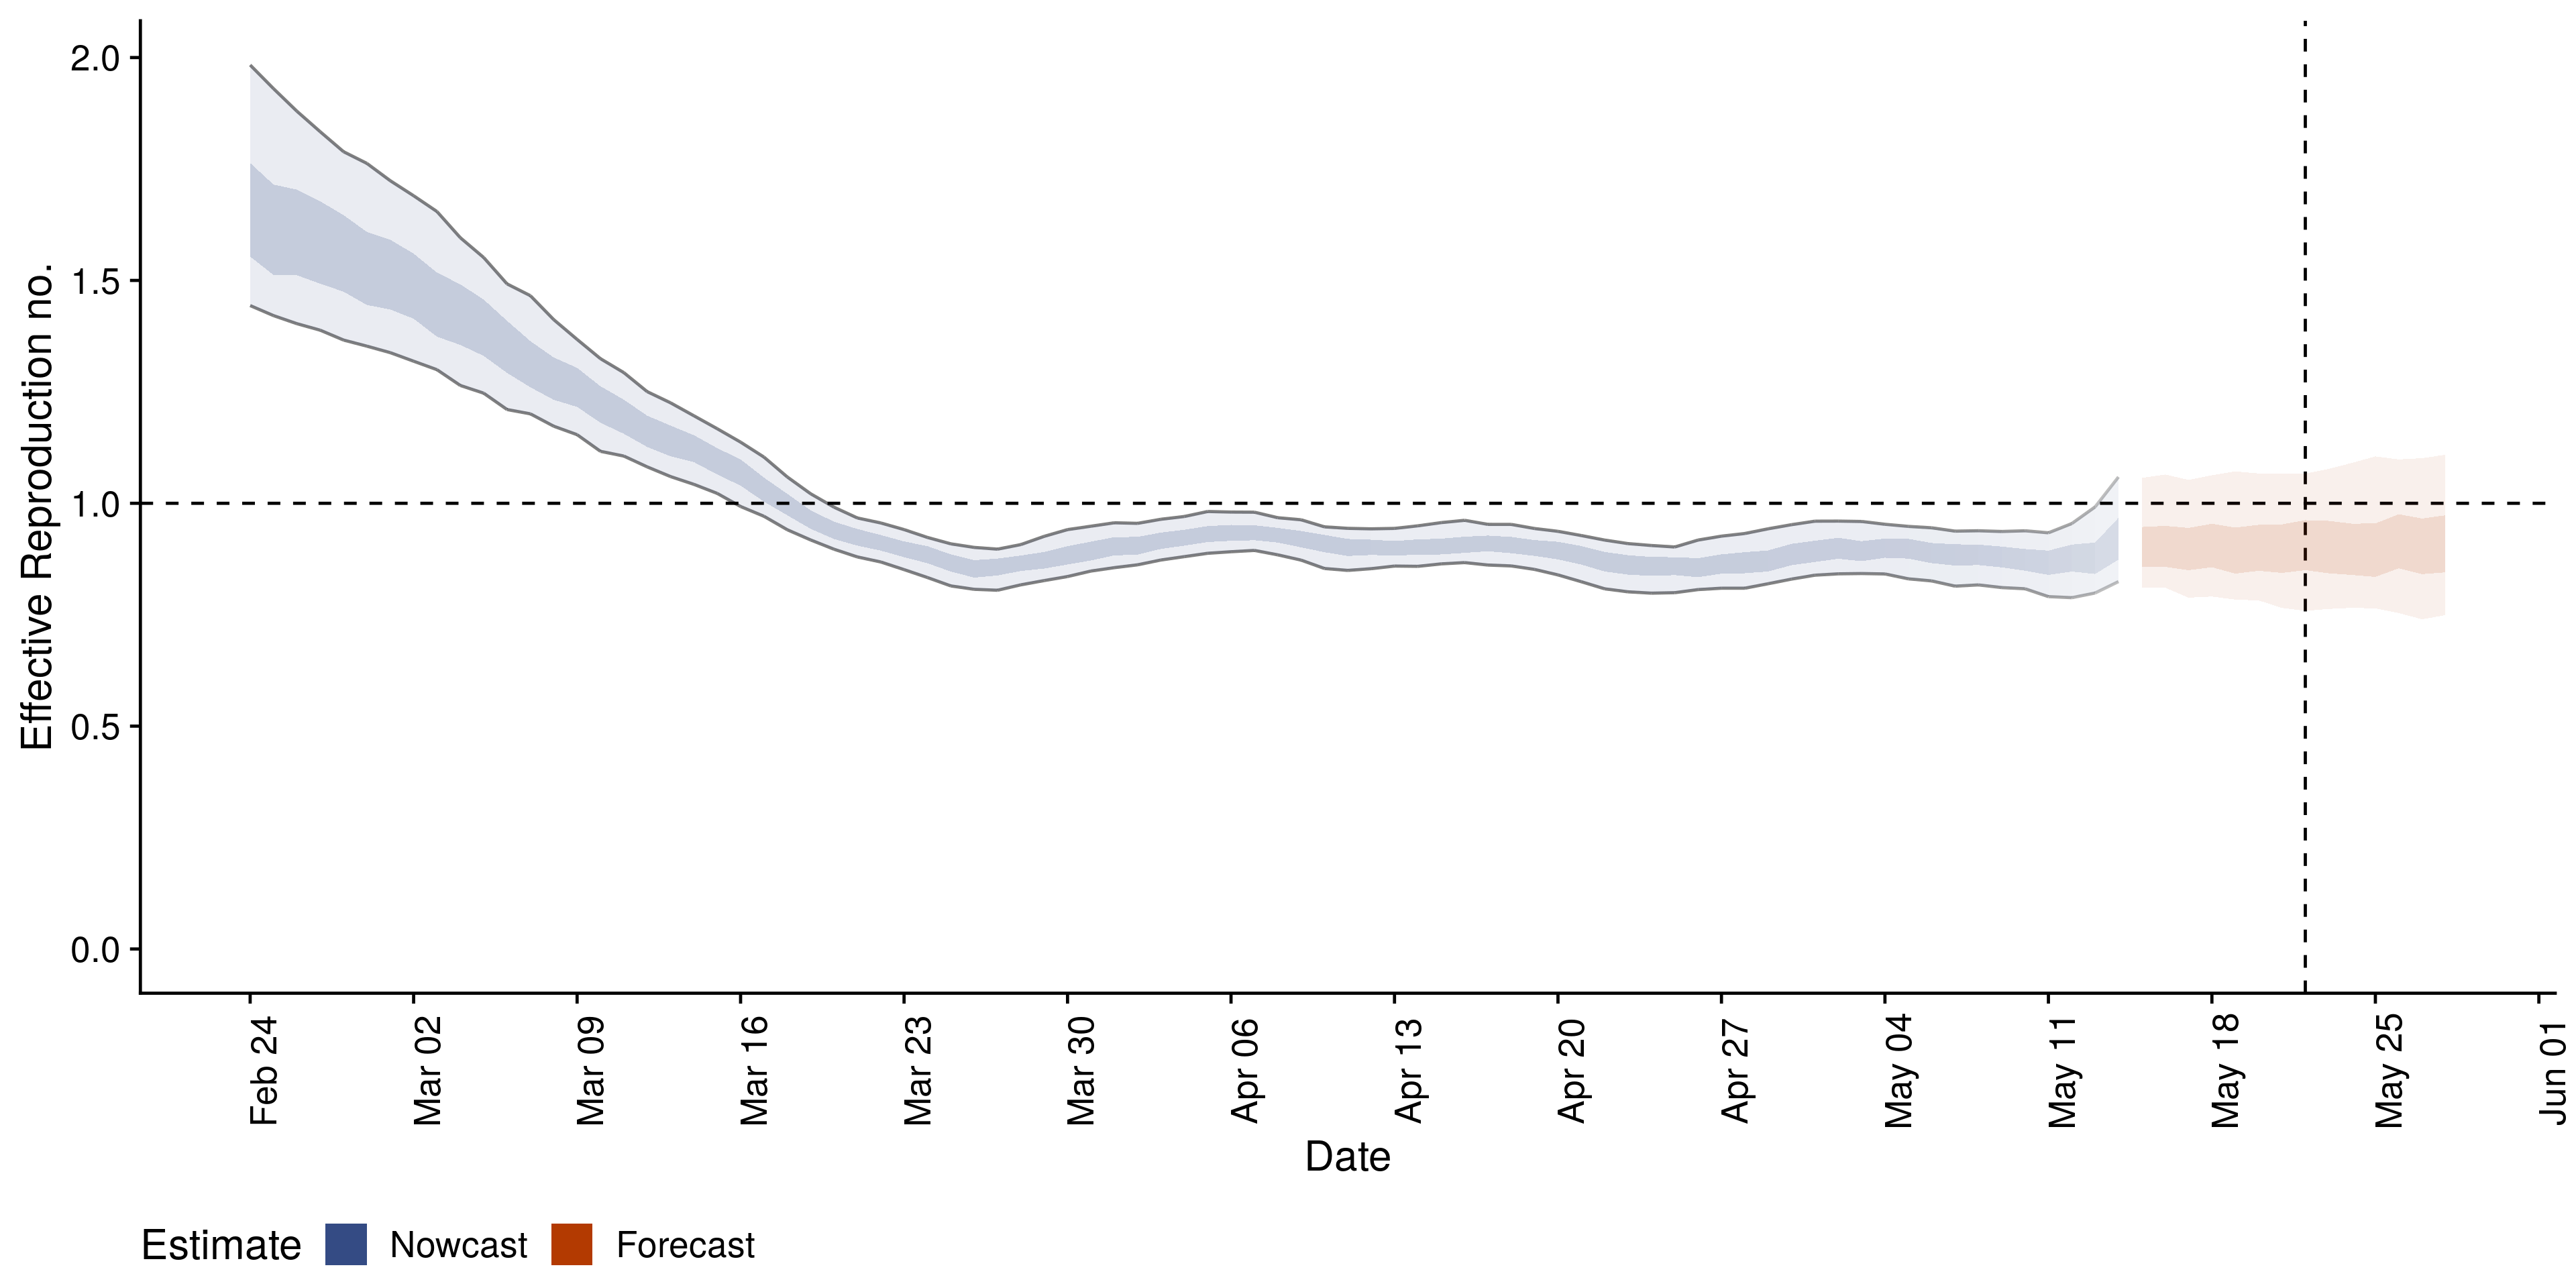 Effective Reproduction no.
2.0
1.5
1.0
0.5
0.0
Feb 24
Mar 02
Mar 09
Mar 16
Mar 23
Mar 30
Apr 06
Apr 13
Apr 20
Apr 27
May 04
May 11
May 18
May 25
Jun 01
Date
Estimate Nowcast Forecast